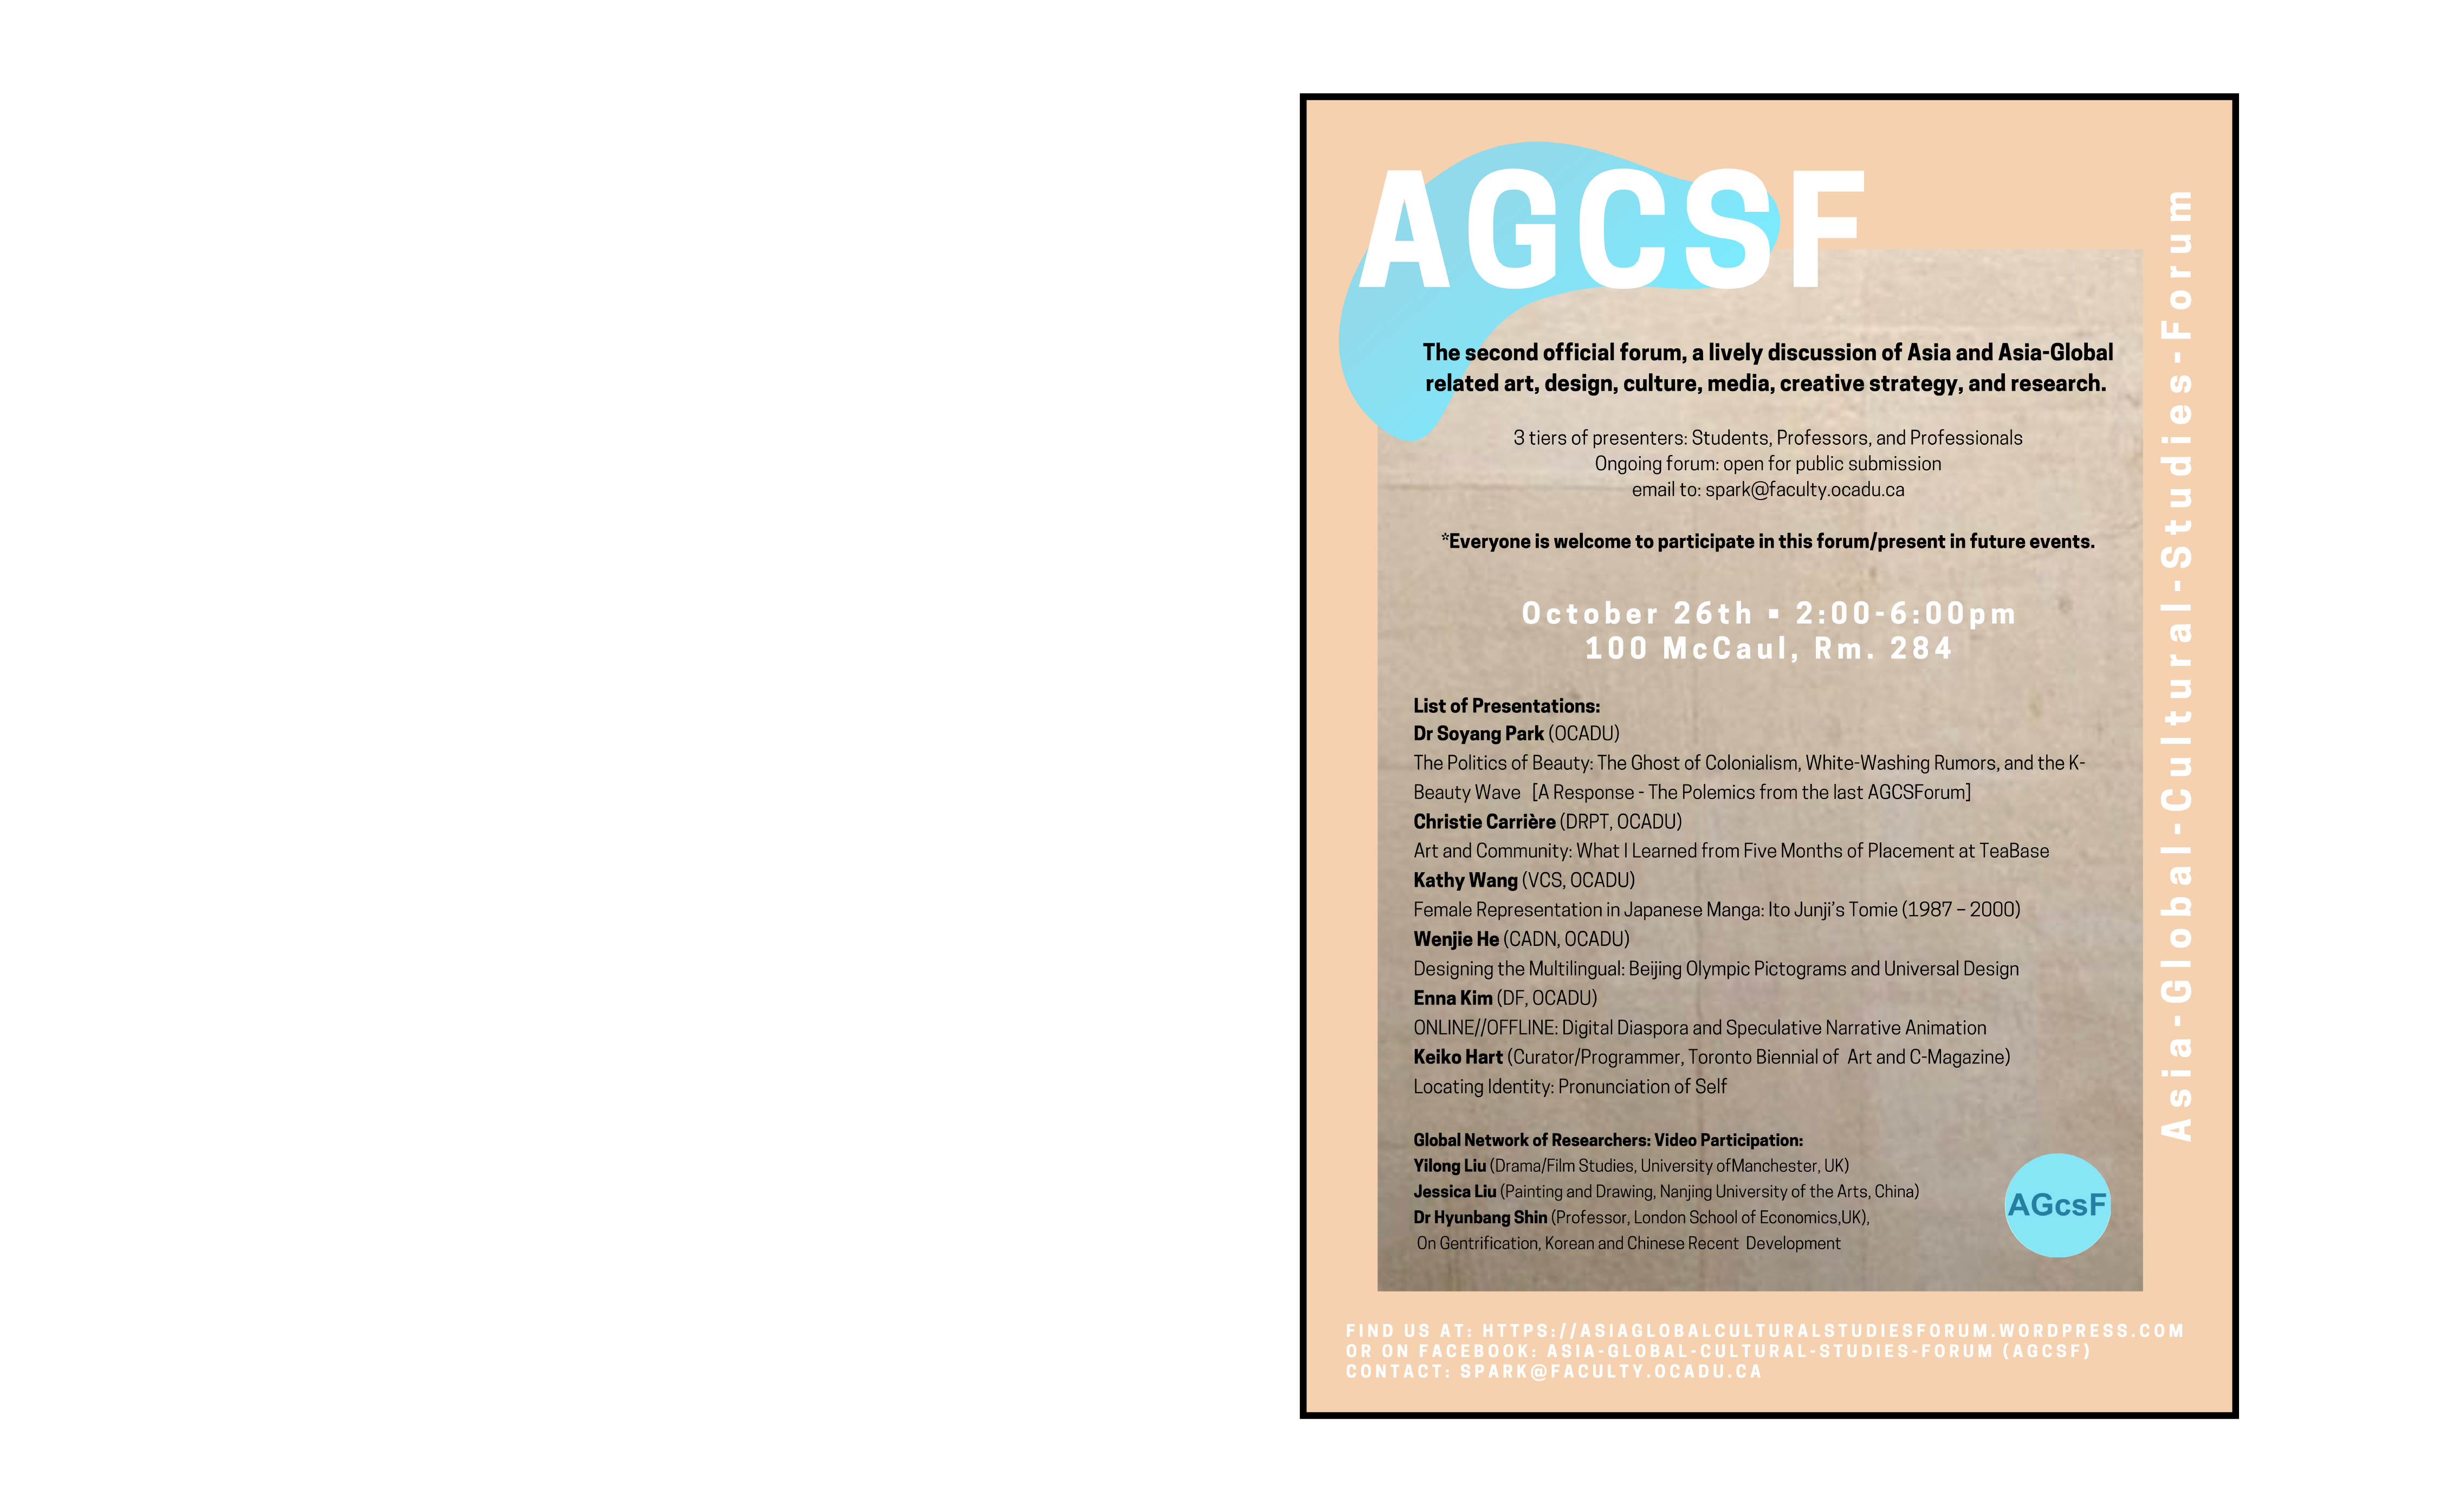 AGCSF
Asia-Global-Cultural-Studies-Forum
The second official forum, a lively discussion of Asia and Asia-Global
related art, design, culture, media, creative strategy, and research.
3 tiers of presenters: Students, Professors, and Professionals
Ongoing forum: open for public submission
email to: spark@faculty.ocadu.ca
*Everyone is welcome to participate in this forum/present in future events.
October 26th ▪ 2:00-6:00pm
100 McCaul, Rm. 284
List of Presentations:
Dr Soyang Park (OCADU)
The Politics of Beauty: The Ghost of Colonialism, White-Washing Rumors, and the K-
Beauty Wave [A Response - The Polemics from the last AGCSForum]
Christie Carrière (DRPT, OCADU)
Art and Community: What I Learned from Five Months of Placement at TeaBase
Kathy Wang (VCS, OCADU)
Female Representation in Japanese Manga: Ito Junji's Tomie (1987 – 2000)
Wenjie He (CADN, OCADU)
Designing the Multilingual: Beijing Olympic Pictograms and Universal Design
Enna Kim (DF, OCADU)
ONLINE//OFFLINE: Digital Diaspora and Speculative Narrative Animation
Keiko Hart (Curator/Programmer, Toronto Biennial of Art and C-Magazine)
Locating Identity: Pronunciation of Self
Global Network of Researchers: Video Participation:
Yilong Liu (Drama/Film Studies, University ofManchester, UK)
Jessica Liu (Painting and Drawing, Nanjing University of the Arts, China)
Dr Hyunbang Shin (Professor, London School of Economics,UK),
On Gentrification, Korean and Chinese Recent Development
AGcsF
FIND US AT: HTTPS://ASIAGLOBALCULTURALSTUDIESFORUM.WORDPRESS.COM
OR ON FACEBOOK: ASIA-GLOBAL-CULTURAL-STUDIES-FORUM (AGCSF)
CONTACT: SPARK@FACULTY.OCADU.CA